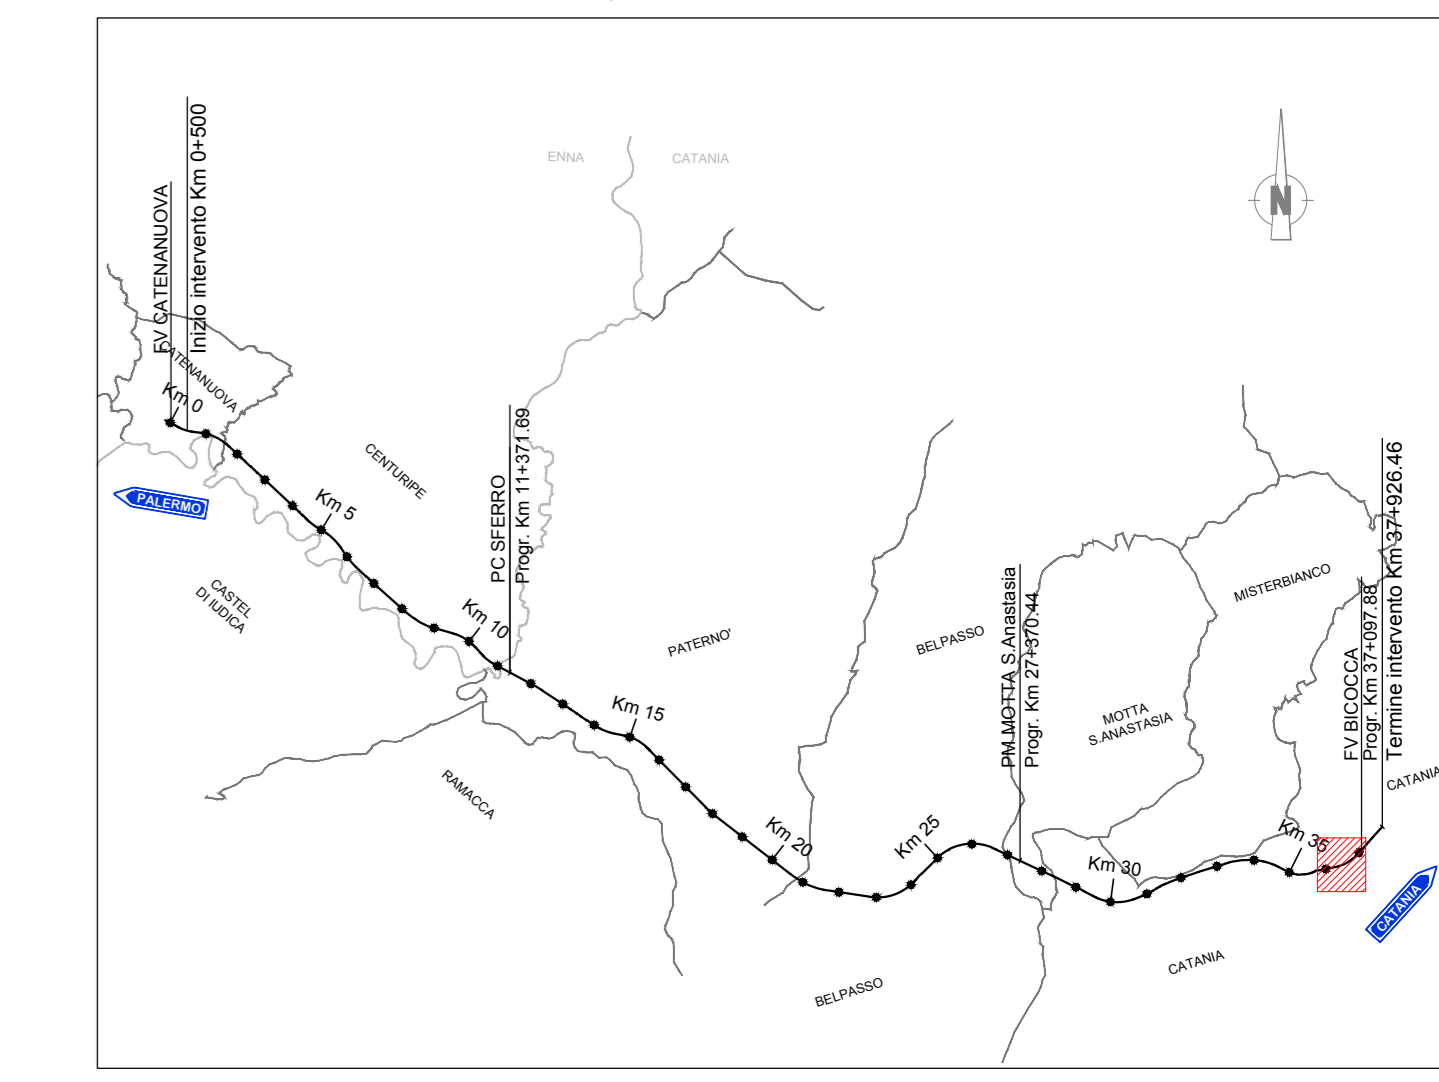 ENNA
CATANIA
N
FV CATENANUOVA
Inizio intervento Km 0+500
CATENANUOVA
Km 0
CENTURIPE
PALERMO
Km 5
CASTEL
DI IUDICA
PC SFERRO
Progr. Km 11+371.69
Km 10
PATERNO'
Km 15
RAMACCA
Km 20
BELPASSO
Km 25
PM MOTTA S.Anastasia
Progr. Km 27+370.44
MISTERBIANCO
MOTTA
S.ANASTASIA
FV BICOCCA
Progr. Km 37+097.88
Termine intervento Km 37+926.46
CATANIA
Km 35
Km 30
CATANIA
CATANIA
BELPASSO